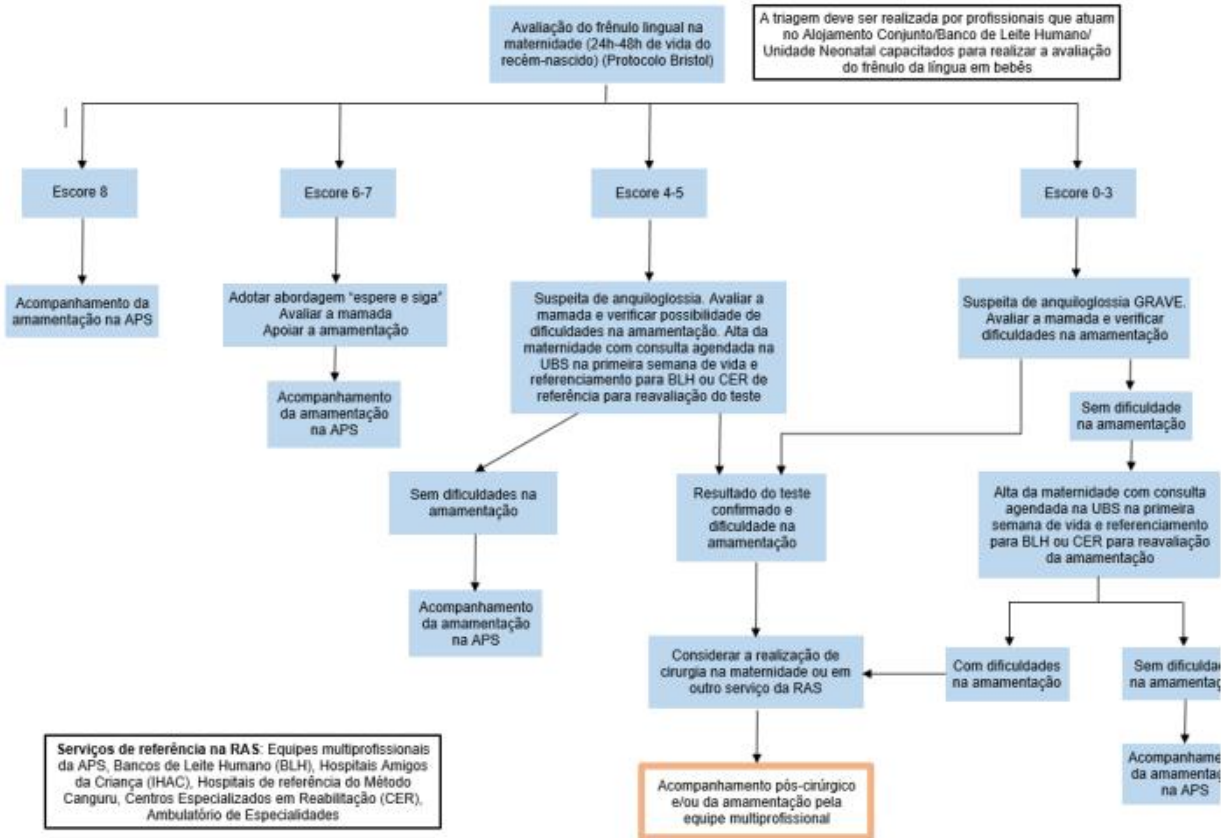 Avaliação do frênulo lingual na
maternidade (24h-48h de vida do
recém-nascido) (Protocolo Bristol)
A triagem deve ser realizada por profissionais que atuam
no Alojamento Conjunto/Banco de Leite Humano/
Unidade Neonatal capacitados para realizar a avaliação
do frênulo da língua em bebês
Escore 8
Escore 6-7
Escore 4-5
Escore 0-3
Acompanhamento da
amamentação na APS
Adotar abordagem "espere e siga"
Avaliar a mamada
Apoiar a amamentação
Suspeita de anquiloglossia. Avaliar a
mamada e verificar possibilidade de
dificuldades na amamentação. Alta da
maternidade com consulta agendada na
UBS na primeira semana de vida e
referenciamento para BLH ou CER de
referência para reavaliação do teste
Suspeita de anquiloglossia GRAVE.
Avaliar a mamada e verificar
dificuldades na amamentação
Acompanhamento
da amamentação
na APS
Sem dificuldade
na amamentação
Sem dificuldades na
amamentação
Resultado do teste
confirmado e
dificuldade na
amamentação
Alta da maternidade com consulta
agendada na UBS na primeira
semana de vida e referenciamento
para BLH ou CER para reavaliação
da amamentação
Acompanhamento
da amamentação
na APS
Considerar a realização de
cirurgia na maternidade ou em
outro serviço da RAS
Com dificuldades
na amamentação
Sem
na
Serviços de referência na RAS: Equipes multiprofissionais
da APS, Bancos de Leite Humano (BLH), Hospitais Amigos
da Criança (IHAC), Hospitais de referência do Método
Canguru, Centros Especializados em Reabilitação (CER),
Ambulatório de Especialidades
Acompanhamento pós-cirúrgico
e/ou da amamentação pela
equipe multiprofissional
da
na APS